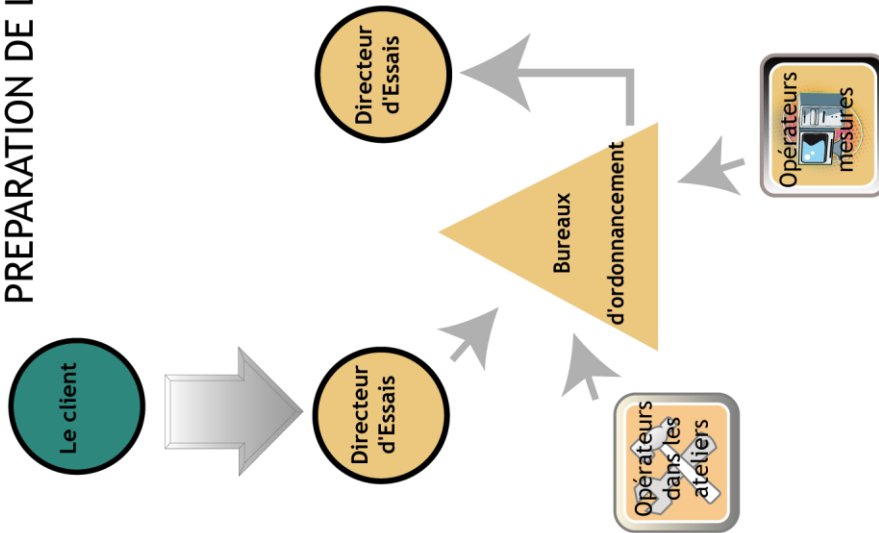 PREPARATION DE L
Le client
Directeur
d'Essais
Directeur
d'Essais
Bureaux
d'ordonnancement
Opérateurs
dans les
ateliers
Opérateurs
mesures